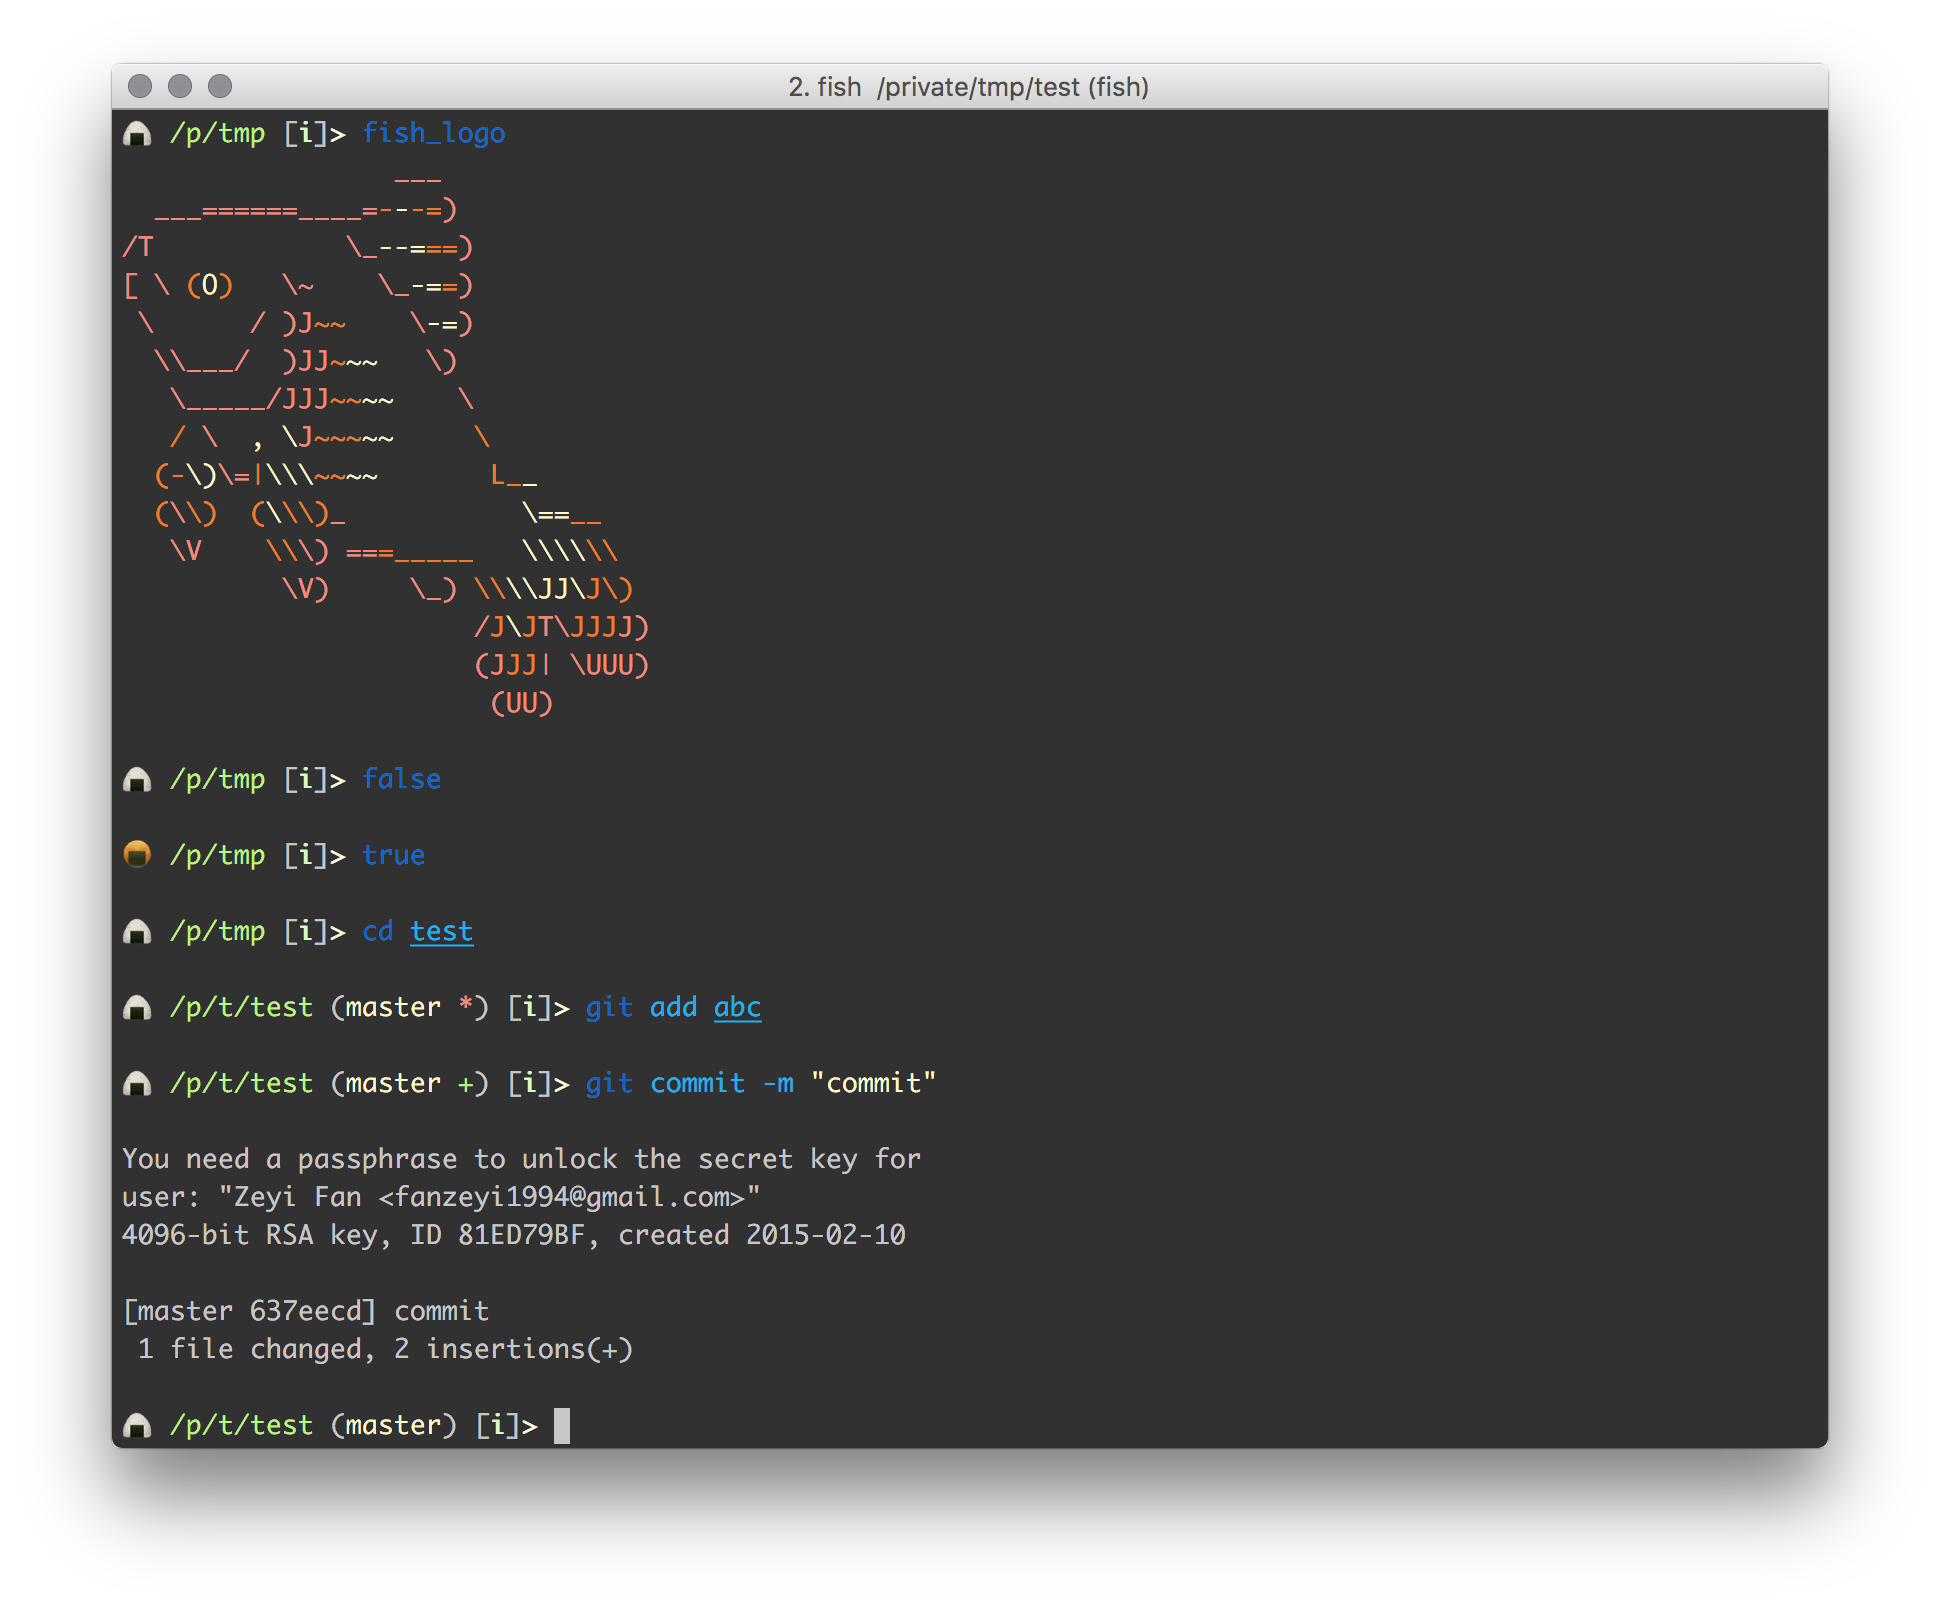 2. fish  /private/tmp/test (fish)
🍙 /p/tmp [i]> fish_logo
                 ___
  ___======____=---=)
/T            \_--===)
[ \ (O)   \~    \_-==)
 \      / )J~~    \-=)
  \\___/  )JJ~~~   \)
   \_____/JJJ~~~~    \
   / \  , \J~~~~~     \
  (-\)\=|\\\~~~~       L__
  (\\)  (\\\)_           \==__
   \V    \\\) ===_____   \\\\\\
          \V)     \_) \\\\JJ\J\)
                      /J\JT\JJJJ)
                      (JJJ| \UUU)
                       (UU)
🍙 /p/tmp [i]> false
🍘 /p/tmp [i]> true
🍙 /p/tmp [i]> cd test
🍙 /p/t/test (master *) [i]> git add abc
🍙 /p/t/test (master +) [i]> git commit -m "commit"
You need a passphrase to unlock the secret key for
user: "Zeyi Fan <fanzeyi1994@gmail.com>"
4096-bit RSA key, ID 81ED79BF, created 2015-02-10
[master 637eecd] commit
 1 file changed, 2 insertions(+)
🍙 /p/t/test (master) [i]>